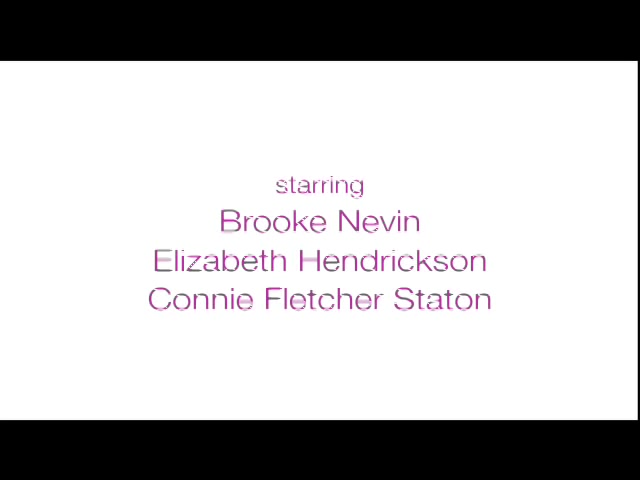 starring
Brooke Nevin
Elizabeth Hendrickson
Connie Fletcher Staton